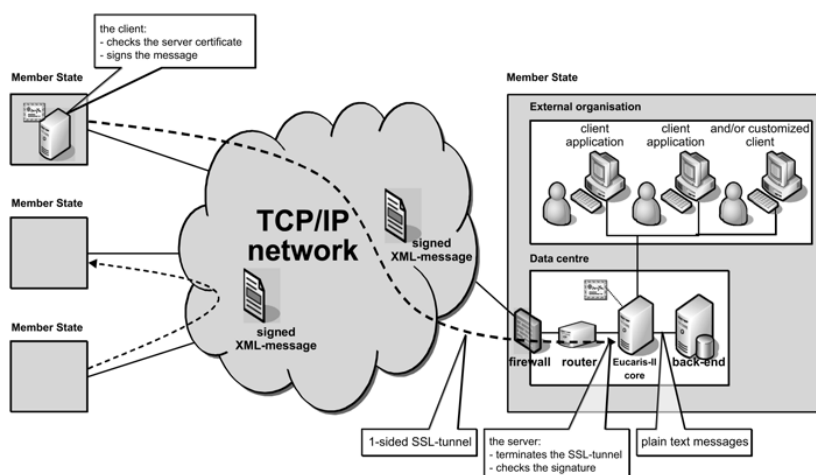 the client:
- checks the server certificate
- signs the message
Member State
Member State
Member State
TCP/IP
network
signed
XML-message
signed
XML-message
Member State
External organisation
client
application
client
application
and/or customized
client
Data centre
firewall
router
Eucaris-II
core
back-end
1-sided SSL-tunnel
the server:
- terminates the SSL-tunnel
- checks the signature
plain text messages